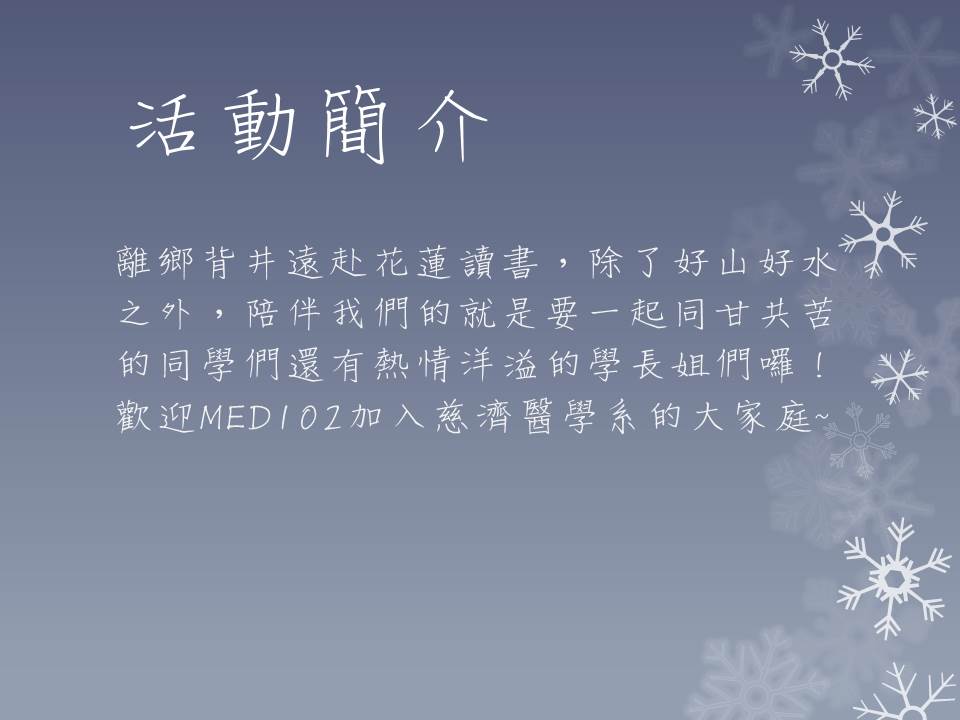 活動簡介
離鄉背井遠赴花蓮讀書，除了好山好水
之外，陪伴我們的就是要一起同甘共苦
的同學們還有熱情洋溢的學長姐們囉！
歡迎MED102加入慈濟醫學系的大家庭~